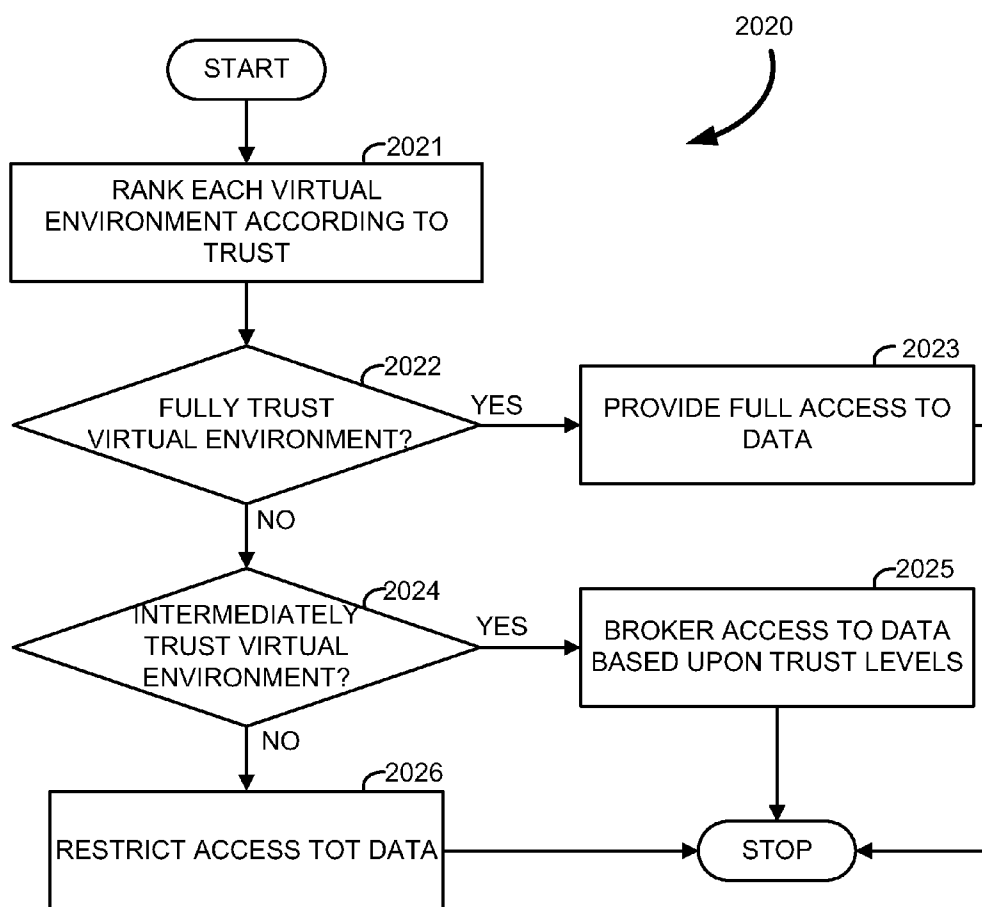 2020
START
2021
RANK EACH VIRTUAL
ENVIRONMENT ACCORDING TO
TRUST
2022
FULLY TRUST
VIRTUAL ENVIRONMENT?
YES
2023
PROVIDE FULL ACCESS TO
DATA
NO
2024
INTERMEDIATELY
TRUST VIRTUAL
ENVIRONMENT?
YES
2025
BROKER ACCESS TO DATA
BASED UPON TRUST LEVELS
NO
2026
RESTRICT ACCESS TOT DATA
STOP